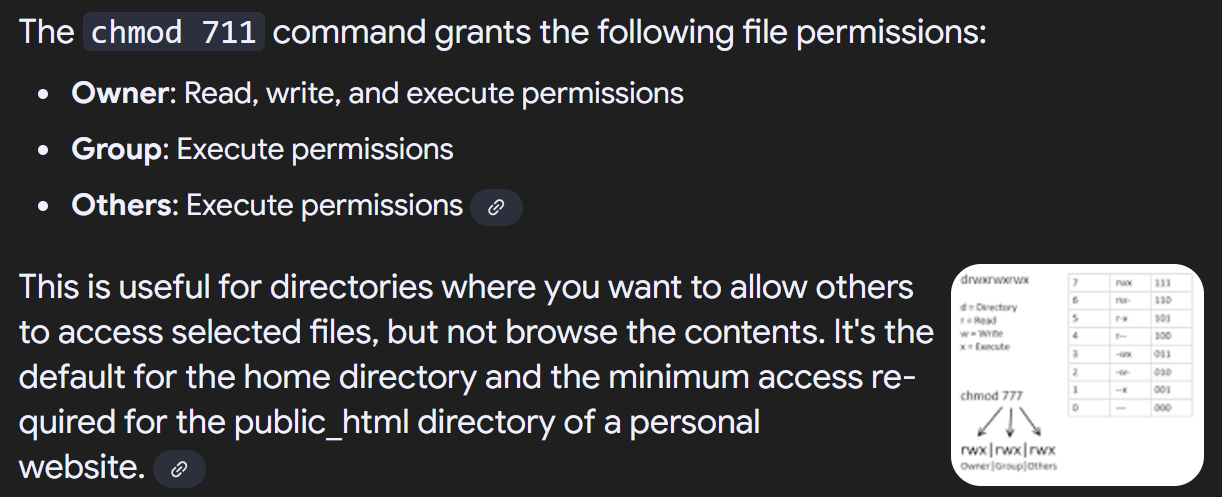 The chmod 711 command grants the following file permissions:
• Owner: Read, write, and execute permissions
• Group: Execute permissions
• Others: Execute permissions
This is useful for directories where you want to allow others
to access selected files, but not browse the contents. It's the
default for the home directory and the minimum access re-
quired for the public_html directory of a personal
website.
drwxrwxrwx
d = Directory
r = Read
w = Write
x = Execute
chmod 777
rwx|rwx|rwx
Owner|Group|Others
7 rwx 111
6 rw- 110
5 r-x 101
4 r-- 100
3 -wx 011
2 -w- 010
1 --x 001
0 --- 000